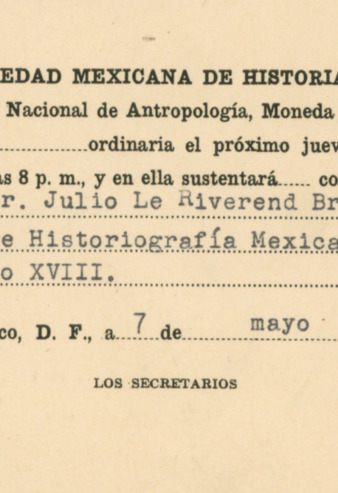 EDAD MEXICANA DE HISTORIA
Nacional de Antropología, Moneda
ordinaria el próximo juev
as 8 p. m., y en ella sustentará co
r. Julio Le Riverend Br
e Historiografía Mexica
o XVIII.
co, D. F., a 7 de mayo
LOS SECRETARIOS